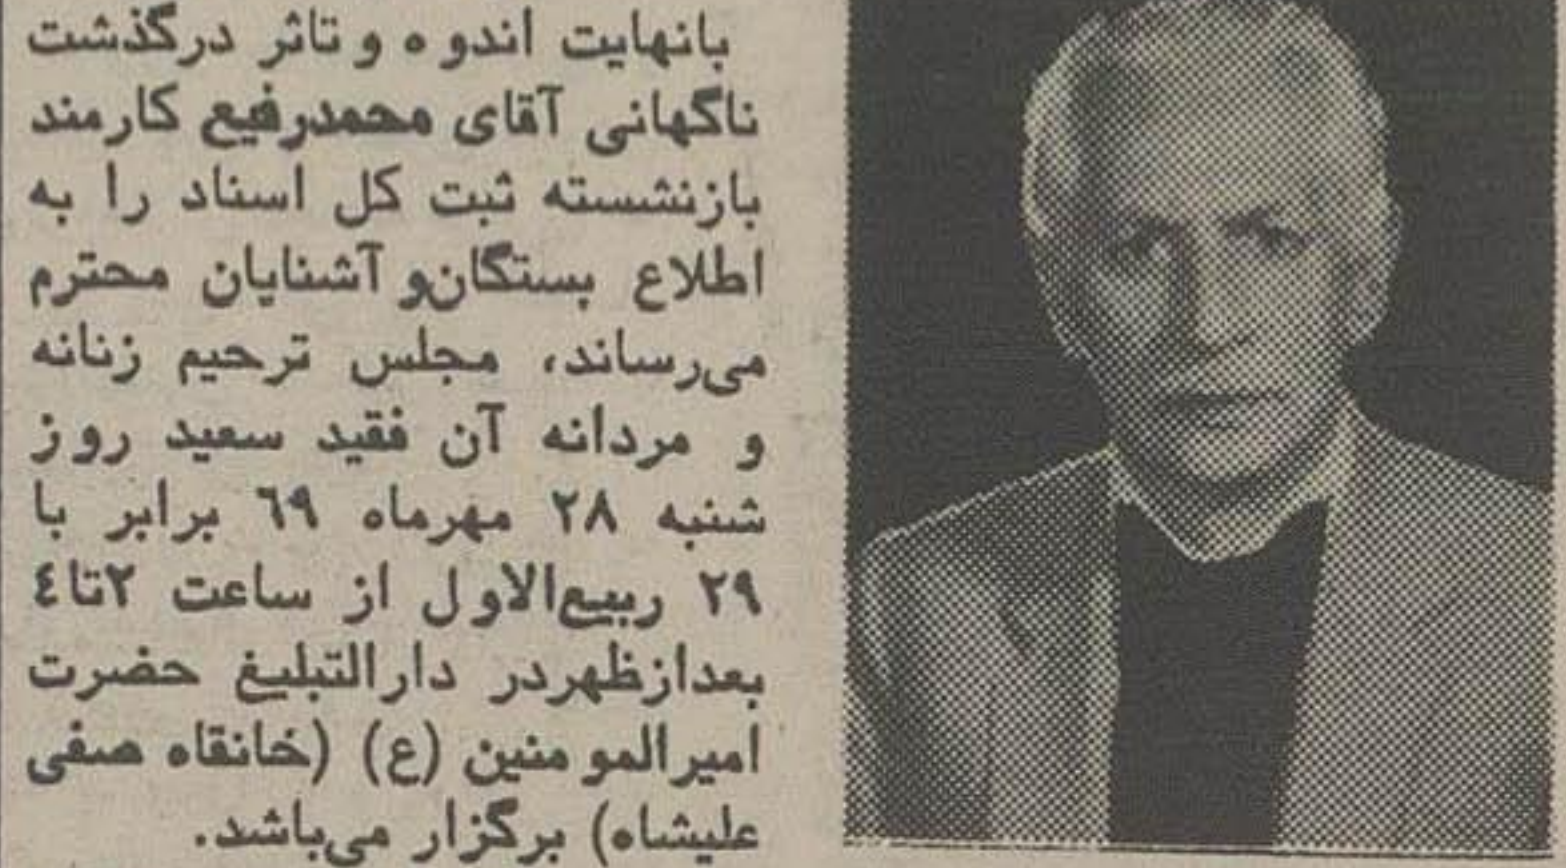 بانهایت اندوه و تاثر درگذشت
ناگهانی آقای محمدرفیع کارمند
بازنشسته ثبت کل اسناد را به
اطلاع بستگان‌و آشنایان محترم
می‌رساند، مجلس ترحیم زنانه
و مردانه آن فقید سعید روز
شنبه ۲۸ مهرماه ٦۹ برابر با
۲۹ ربیع‌الاول از ساعت ۲تا٤
بعدازظهردر دارالتبلیغ حضرت
امیرالمومنین (ع) (خانقاه صفی
علیشاه) برگزار می‌باشد.